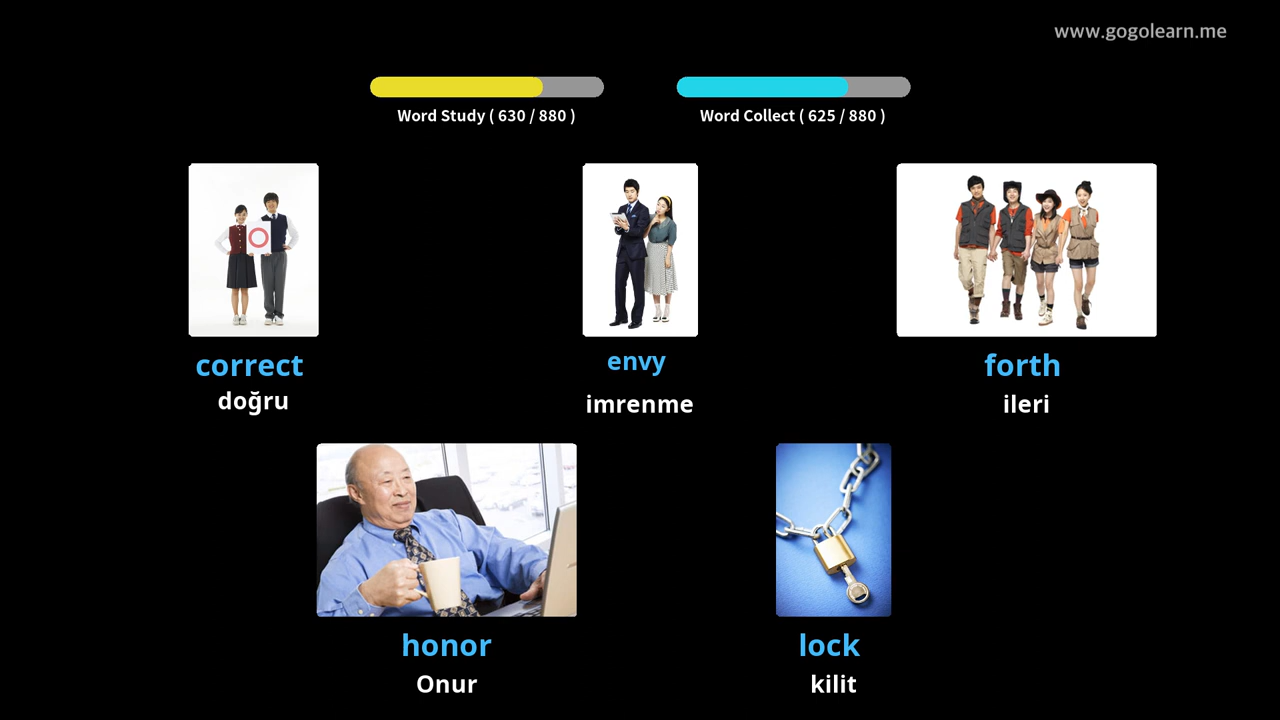 www.gogolearn.me
Word Study ( 630 / 880 )
Word Collect ( 625 / 880 )
correct
doğru
envy
imrenme
forth
ileri
honor
Onur
lock
kilit